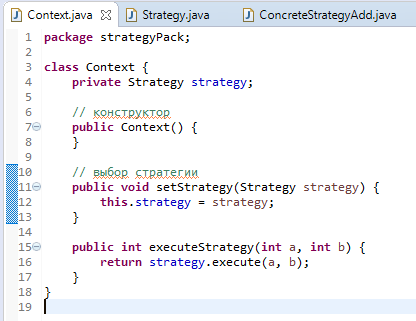 Context.java Strategy.java ConcreteStrategyAdd.java
1 package strategyPack;
2
3 class Context {
4     private Strategy strategy;
5
6     // конструктор
7     public Context() {
8     }
9
10     // выбор стратегии
11     public void setStrategy(Strategy strategy) {
12         this.strategy = strategy;
13     }
14
15     public int executeStrategy(int a, int b) {
16         return strategy.execute(a, b);
17     }
18 }
19